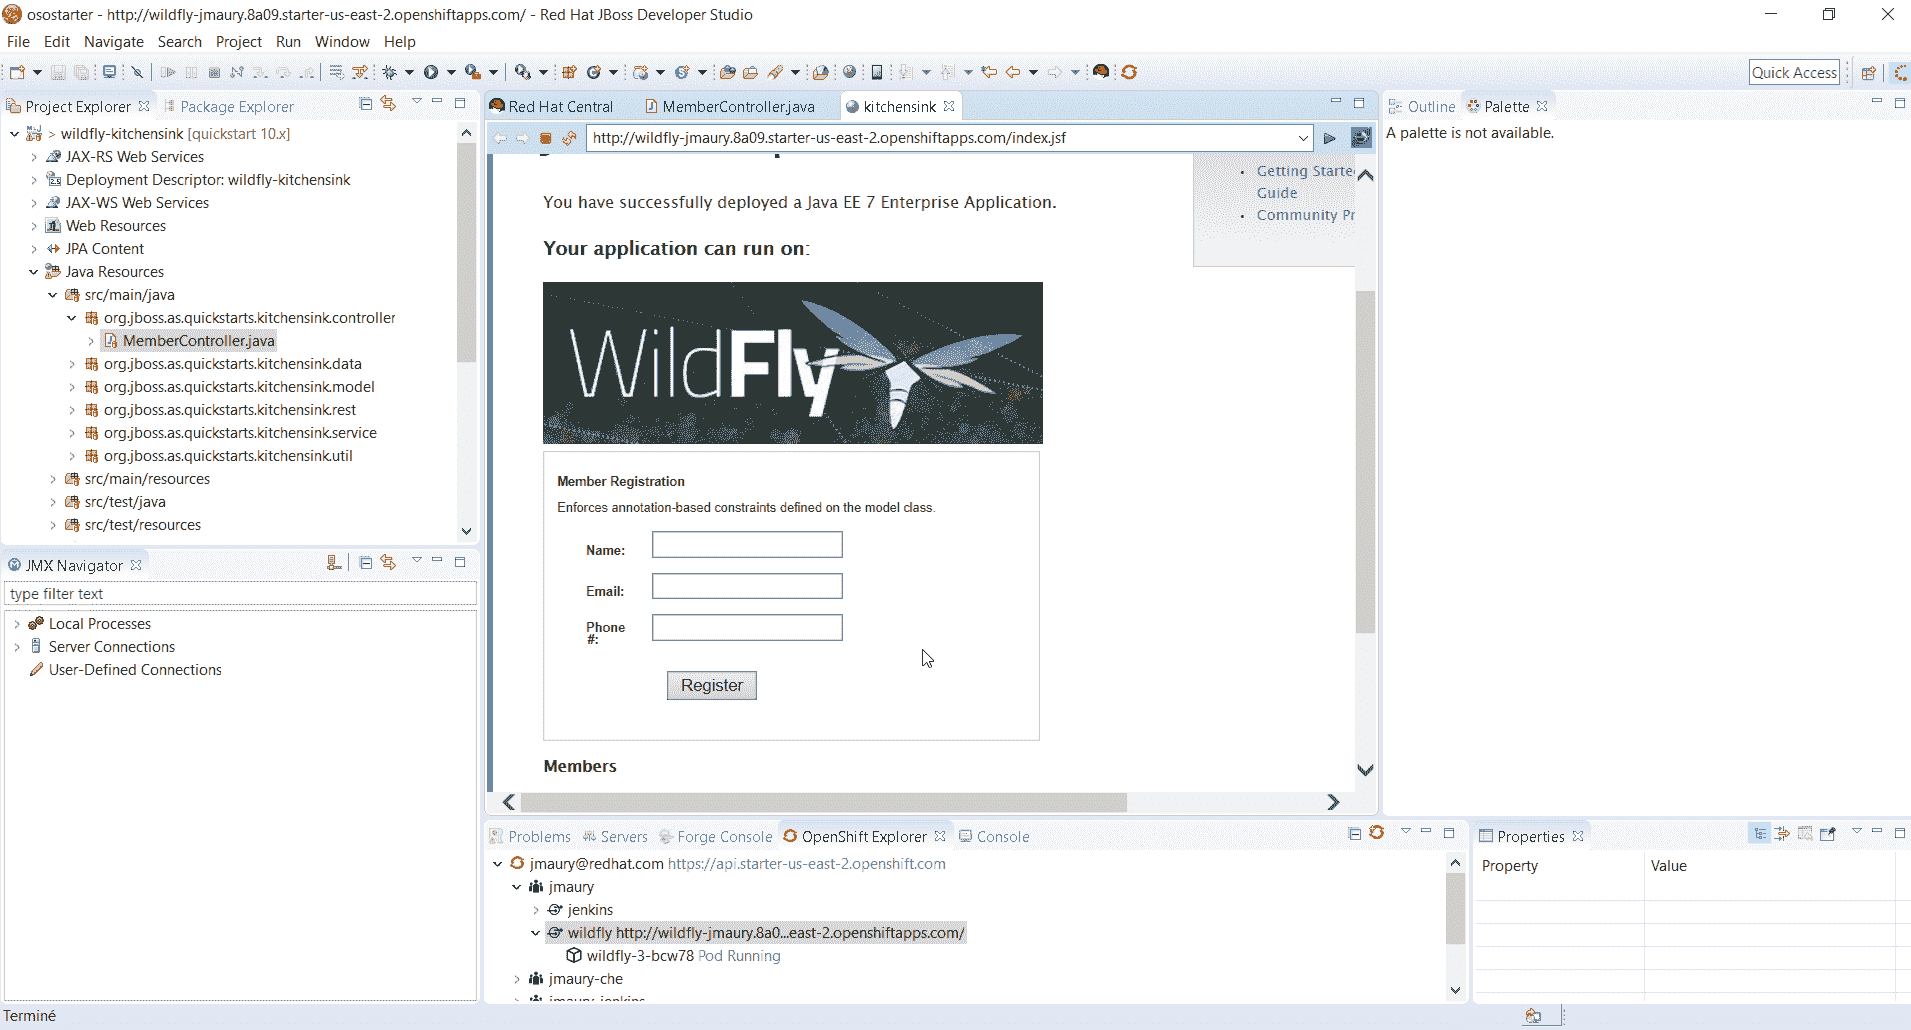 osostarter - http://wildfly-jmaury.8a09.starter-us-east-2.openshiftapps.com/ - Red Hat JBoss Developer Studio
File Edit Navigate Search Project Run Window Help
Quick Access
Project Explorer Package Explorer
> wildfly-kitchensink [quickstart 10.x]
JAX-RS Web Services
Deployment Descriptor: wildfly-kitchensink
JAX-WS Web Services
Web Resources
JPA Content
Java Resources
src/main/java
org.jboss.as.quickstarts.kitchensink.controller
MemberController.java
org.jboss.as.quickstarts.kitchensink.data
org.jboss.as.quickstarts.kitchensink.model
org.jboss.as.quickstarts.kitchensink.rest
org.jboss.as.quickstarts.kitchensink.service
org.jboss.as.quickstarts.kitchensink.util
src/main/resources
src/test/java
src/test/resources
JMX Navigator
type filter text
Local Processes
Server Connections
User-Defined Connections
Red Hat Central MemberController.java kitchensink
http://wildfly-jmaury.8a09.starter-us-east-2.openshiftapps.com/index.jsf
You have successfully deployed a Java EE 7 Enterprise Application.
Your application can run on:
WildFly
Member Registration
Enforces annotation-based constraints defined on the model class.
Name:
Email:
Phone
#:
Register
Members
Getting Starte
Guide
Community Pr
Outline Palette
A palette is not available.
Problems Servers Forge Console OpenShift Explorer Console
jmaury@redhat.com https://api.starter-us-east-2.openshift.com
jmaury
jenkins
wildfly http://wildfly-jmaury.8a0...east-2.openshiftapps.com/
wildfly-3-bcw78 Pod Running
jmaury-che
jmaury-jenkins
Properties
Property Value
Terminé